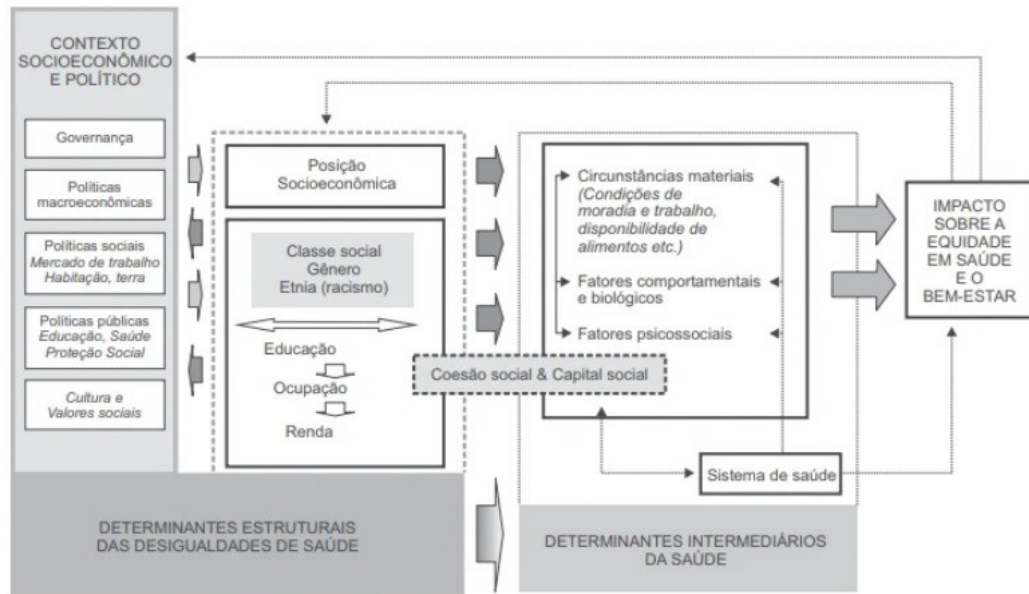 CONTEXTO
SOCIOECONÔMICO
E POLÍTICO
Governança
Políticas
macroeconômicas
Políticas sociais
Mercado de trabalho
Habitação, terra
Políticas públicas
Educação, Saúde
Proteção Social
Cultura e
Valores sociais
Posição
Socioeconômica
Classe social
Gênero
Etnia (racismo)
Educação
Ocupação
Renda
Coesão social & Capital social
Circunstâncias materiais
(Condições de
moradia e trabalho,
disponibilidade de
alimentos etc.)
Fatores comportamentais
e biológicos
Fatores psicossociais
Sistema de saúde
IMPACTO
SOBRE A
EQUIDADE
EM SAÚDE
E O
BEM-ESTAR
DETERMINANTES ESTRUTURAIS
DAS DESIGUALDADES DE SAÚDE
DETERMINANTES INTERMEDIÁRIOS
DA SAÚDE